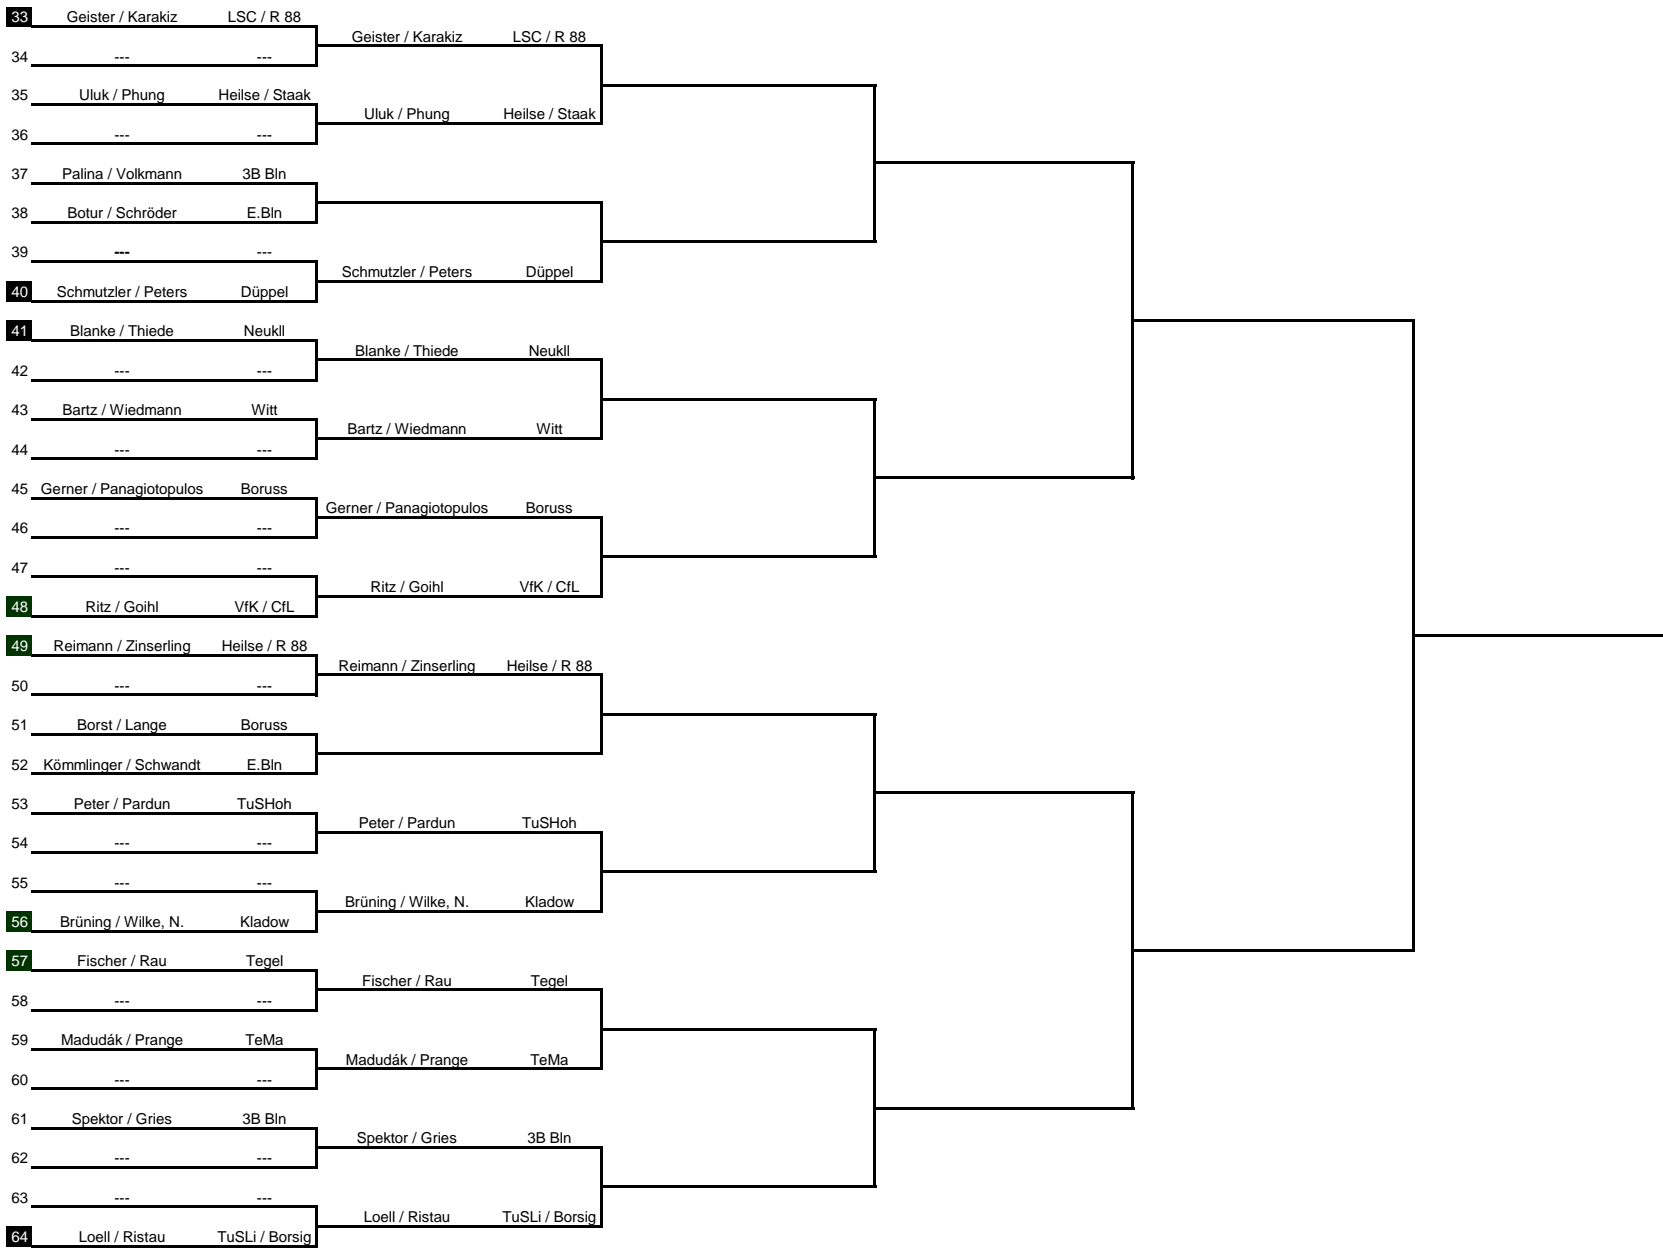 33 Geister / Karakiz LSC / R 88
Geister / Karakiz LSC / R 88
34 --- ---
35 Uluk / Phung Heilse / Staak
Uluk / Phung Heilse / Staak
36 --- ---
37 Palina / Volkmann 3B Bln
38 Botur / Schröder E.Bln
39 --- ---
Schmutzler / Peters Düppel
40 Schmutzler / Peters Düppel
41 Blanke / Thiede Neukll
Blanke / Thiede Neukll
42 --- ---
43 Bartz / Wiedmann Witt
Bartz / Wiedmann Witt
44 --- ---
45 Gerner / Panagiotopulos Boruss
Gerner / Panagiotopulos Boruss
46 --- ---
47 --- ---
Ritz / Goihl VfK / CfL
48 Ritz / Goihl VfK / CfL
49 Reimann / Zinserling Heilse / R 88
Reimann / Zinserling Heilse / R 88
50 --- ---
51 Borst / Lange Boruss
52 Kömmlinger / Schwandt E.Bln
53 Peter / Pardun TuSHoh
Peter / Pardun TuSHoh
54 --- ---
55 --- ---
Brüning / Wilke, N. Kladow
56 Brüning / Wilke, N. Kladow
57 Fischer / Rau Tegel
Fischer / Rau Tegel
58 --- ---
59 Madudák / Prange TeMa
Madudák / Prange TeMa
60 --- ---
61 Spektor / Gries 3B Bln
Spektor / Gries 3B Bln
62 --- ---
63 --- ---
Loell / Ristau TuSLi / Borsig
64 Loell / Ristau TuSLi / Borsig